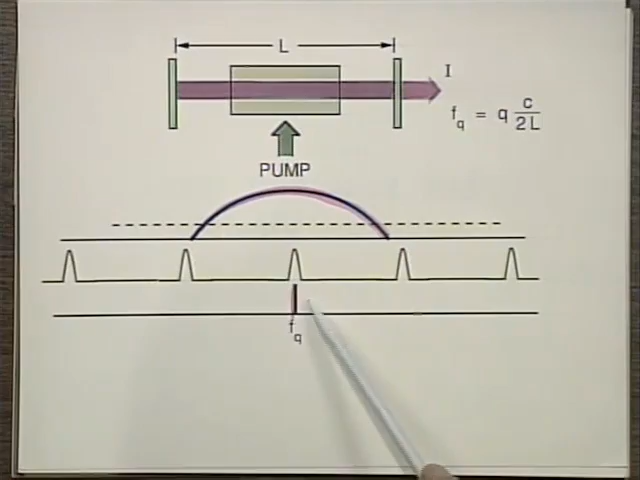 L
I
f_q = q c/2L
PUMP
f_q